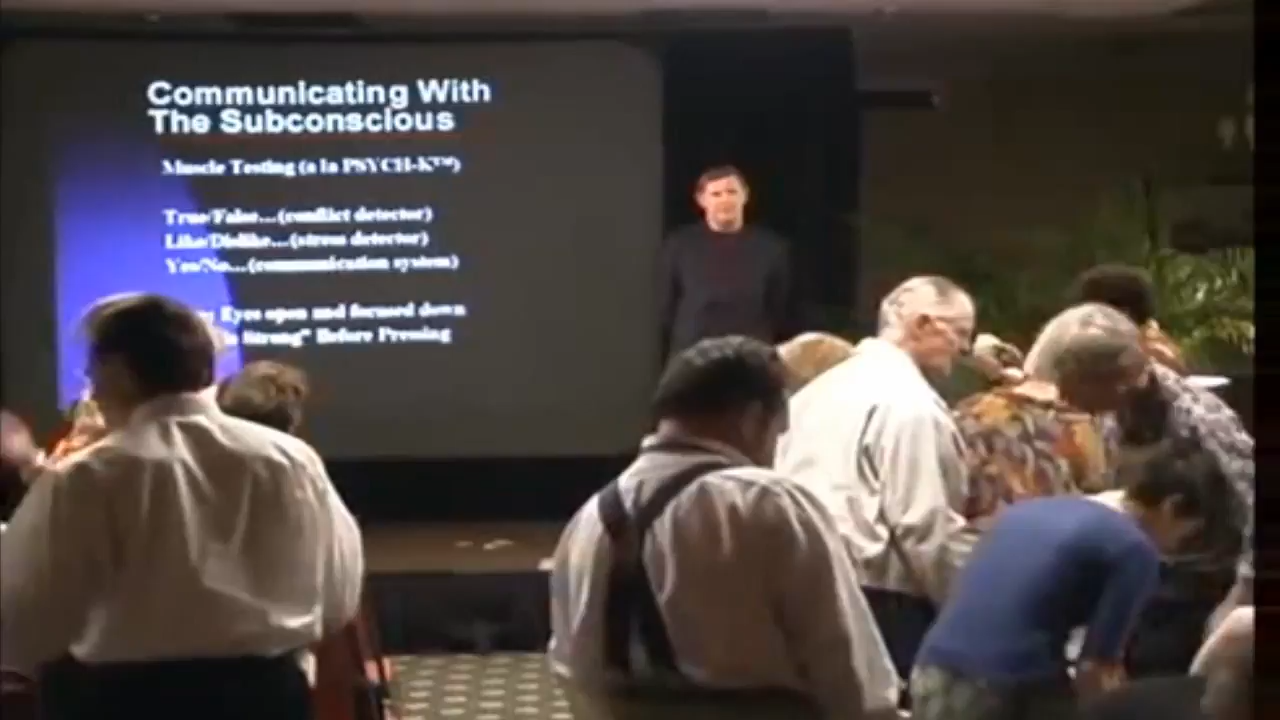 Communicating With
The Subconscious
Muscle Testing (a la PSYCH-K™)
True/False...(conflict detector)
Like/Dislike...(stress detector)
Yes/No...(communication system)
Eyes open and focused down
Strong" Before Pressing